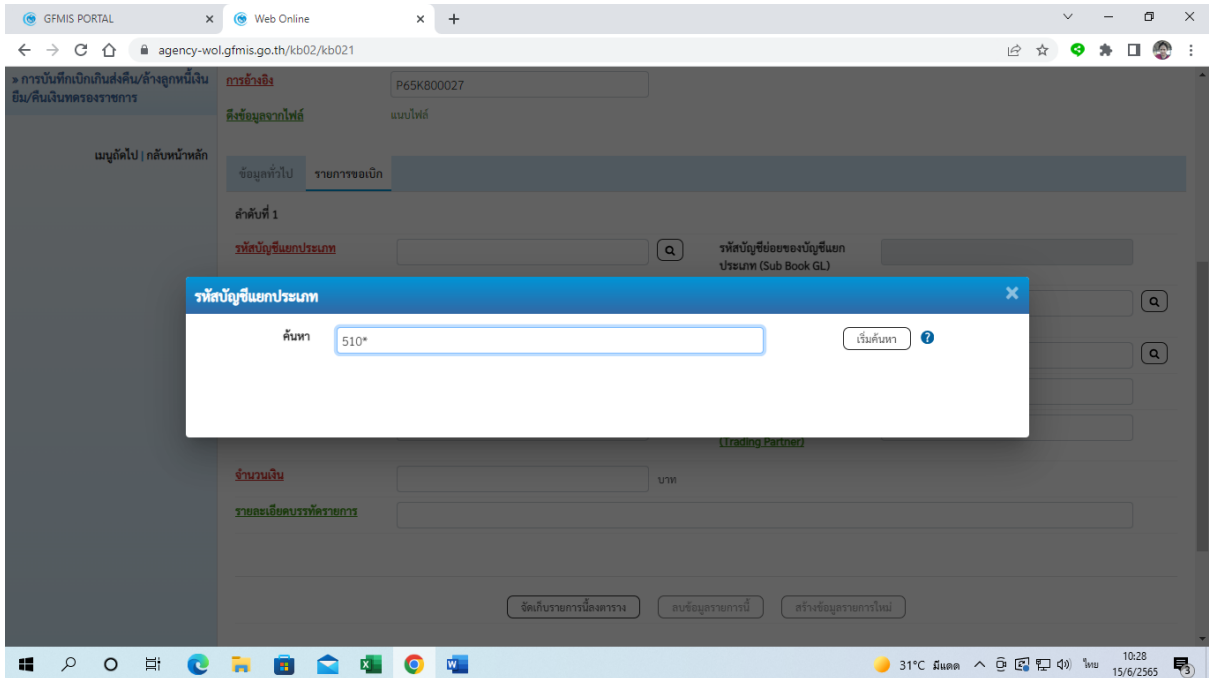 GFMIS PORTAL
Web Online
agency-wol.gfmis.go.th/kb02/kb021
» การบันทึกเบิกเกินส่งคืน/ล้างลูกหนี้เงิน
ยืม/คืนเงินทดรองราชการ
เมนูถัดไป | กลับหน้าหลัก
การอ้างอิง
P65K800027
ดึงข้อมูลจากไฟล์
แนบไฟล์
ข้อมูลทั่วไป
รายการขอเบิก
ลำดับที่ 1
รหัสบัญชีแยกประเภท
รหัสบัญชีย่อยของบัญชีแยก
ประเภท (Sub Book GL)
รหัสบัญชีแยกประเภท
ค้นหา
510*
เริ่มค้นหา
(Trading Partner)
จำนวนเงิน
บาท
รายละเอียดบรรทัดรายการ
จัดเก็บรายการนี้ลงตาราง
ลบข้อมูลรายการนี้
สร้างข้อมูลรายการใหม่
31°C มีแดด
ไทย
10:28
15/6/2565
3